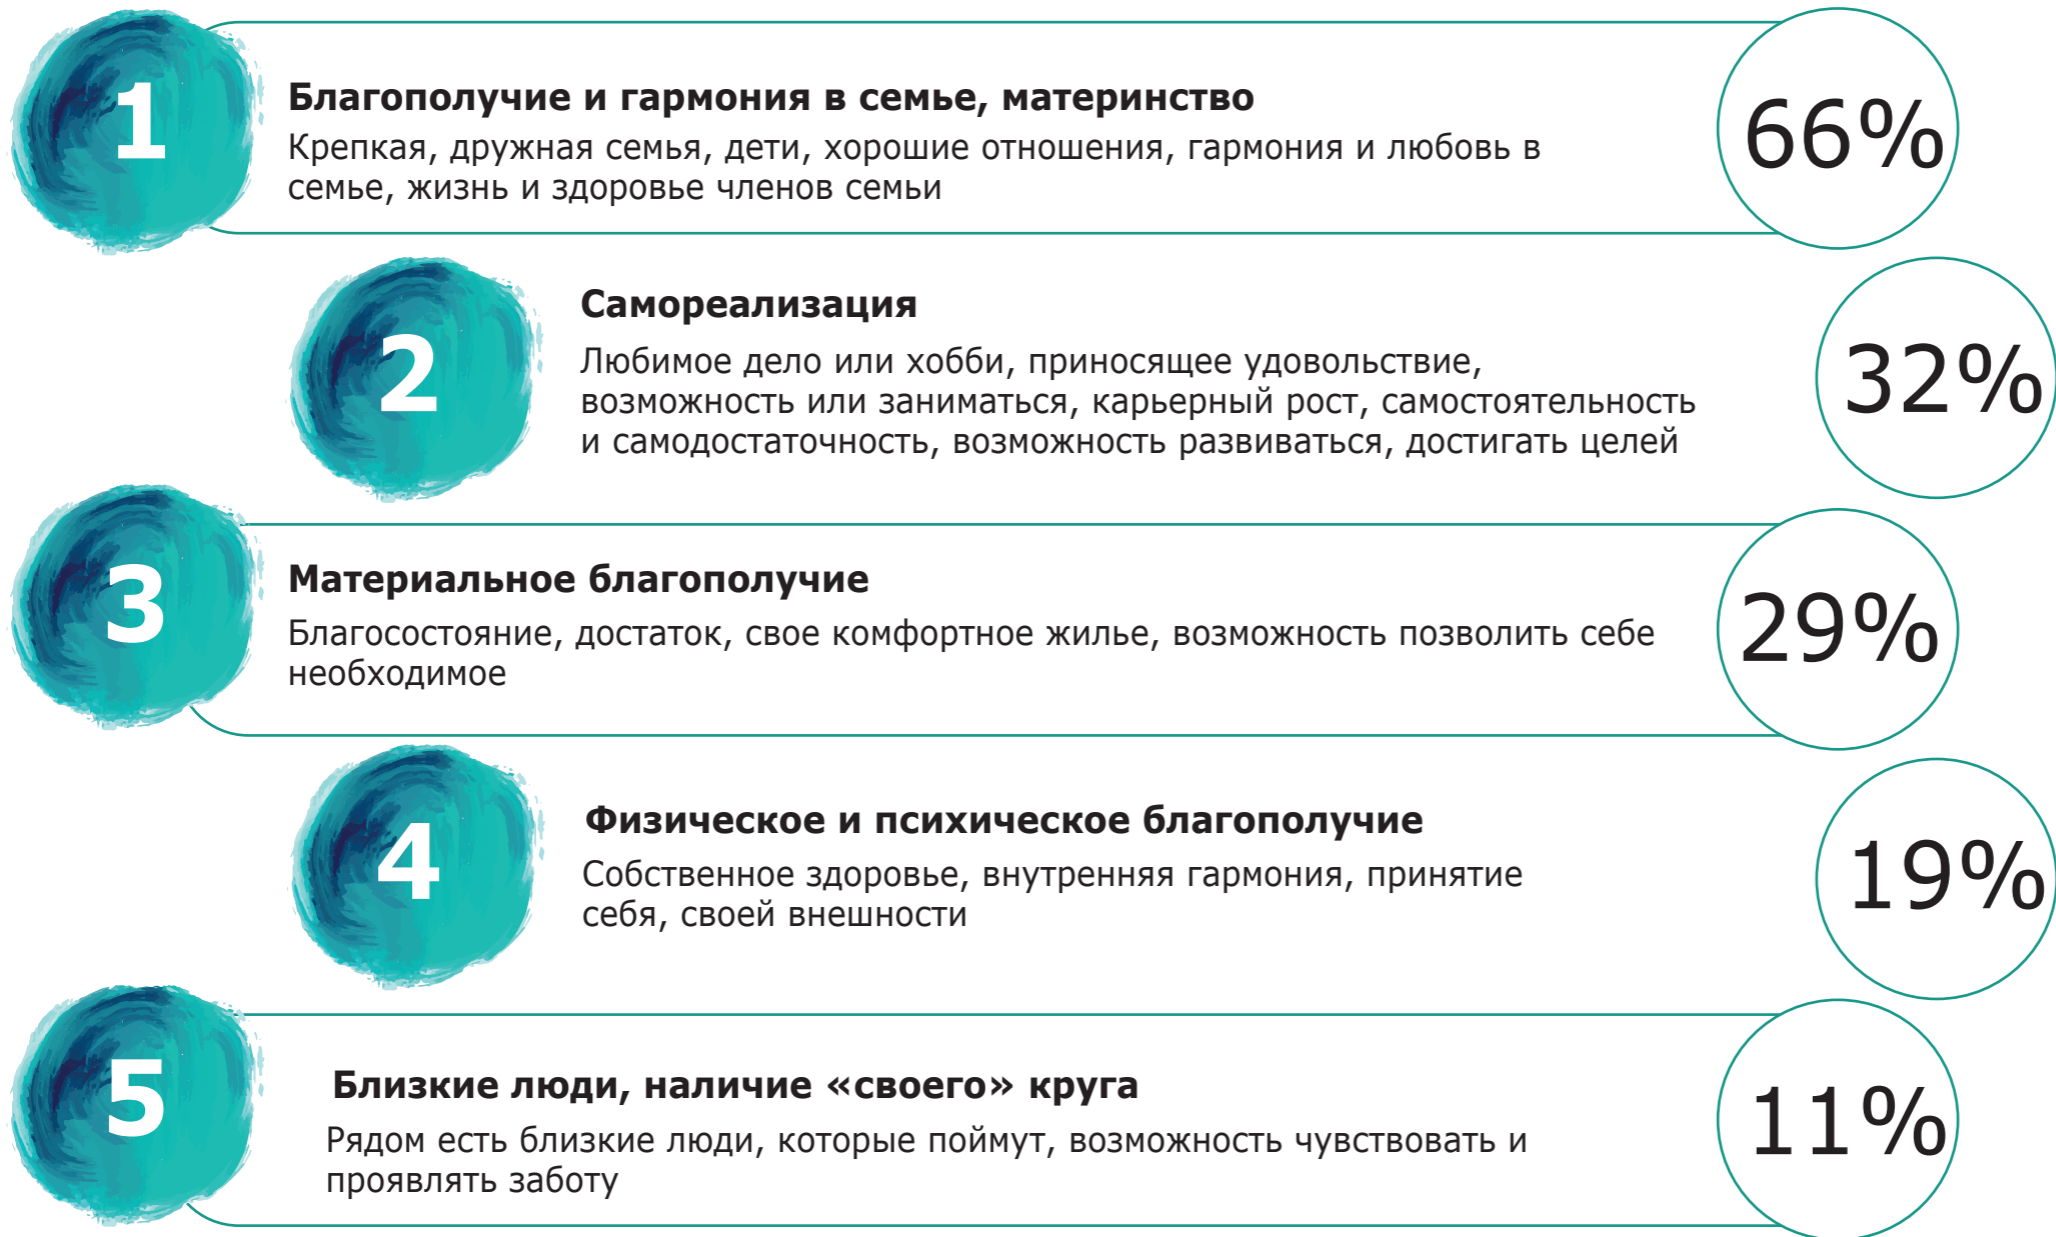 1
Благополучие и гармония в семье, материнство
Крепкая, дружная семья, дети, хорошие отношения, гармония и любовь в
семье, жизнь и здоровье членов семьи
66%
2
Самореализация
Любимое дело или хобби, приносящее удовольствие,
возможность или заниматься, карьерный рост, самостоятельность
и самодостаточность, возможность развиваться, достигать целей
32%
3
Материальное благополучие
Благосостояние, достаток, свое комфортное жилье, возможность позволить себе
необходимое
29%
4
Физическое и психическое благополучие
Собственное здоровье, внутренняя гармония, принятие
себя, своей внешности
19%
5
Близкие люди, наличие «своего» круга
Рядом есть близкие люди, которые поймут, возможность чувствовать и
проявлять заботу
11%